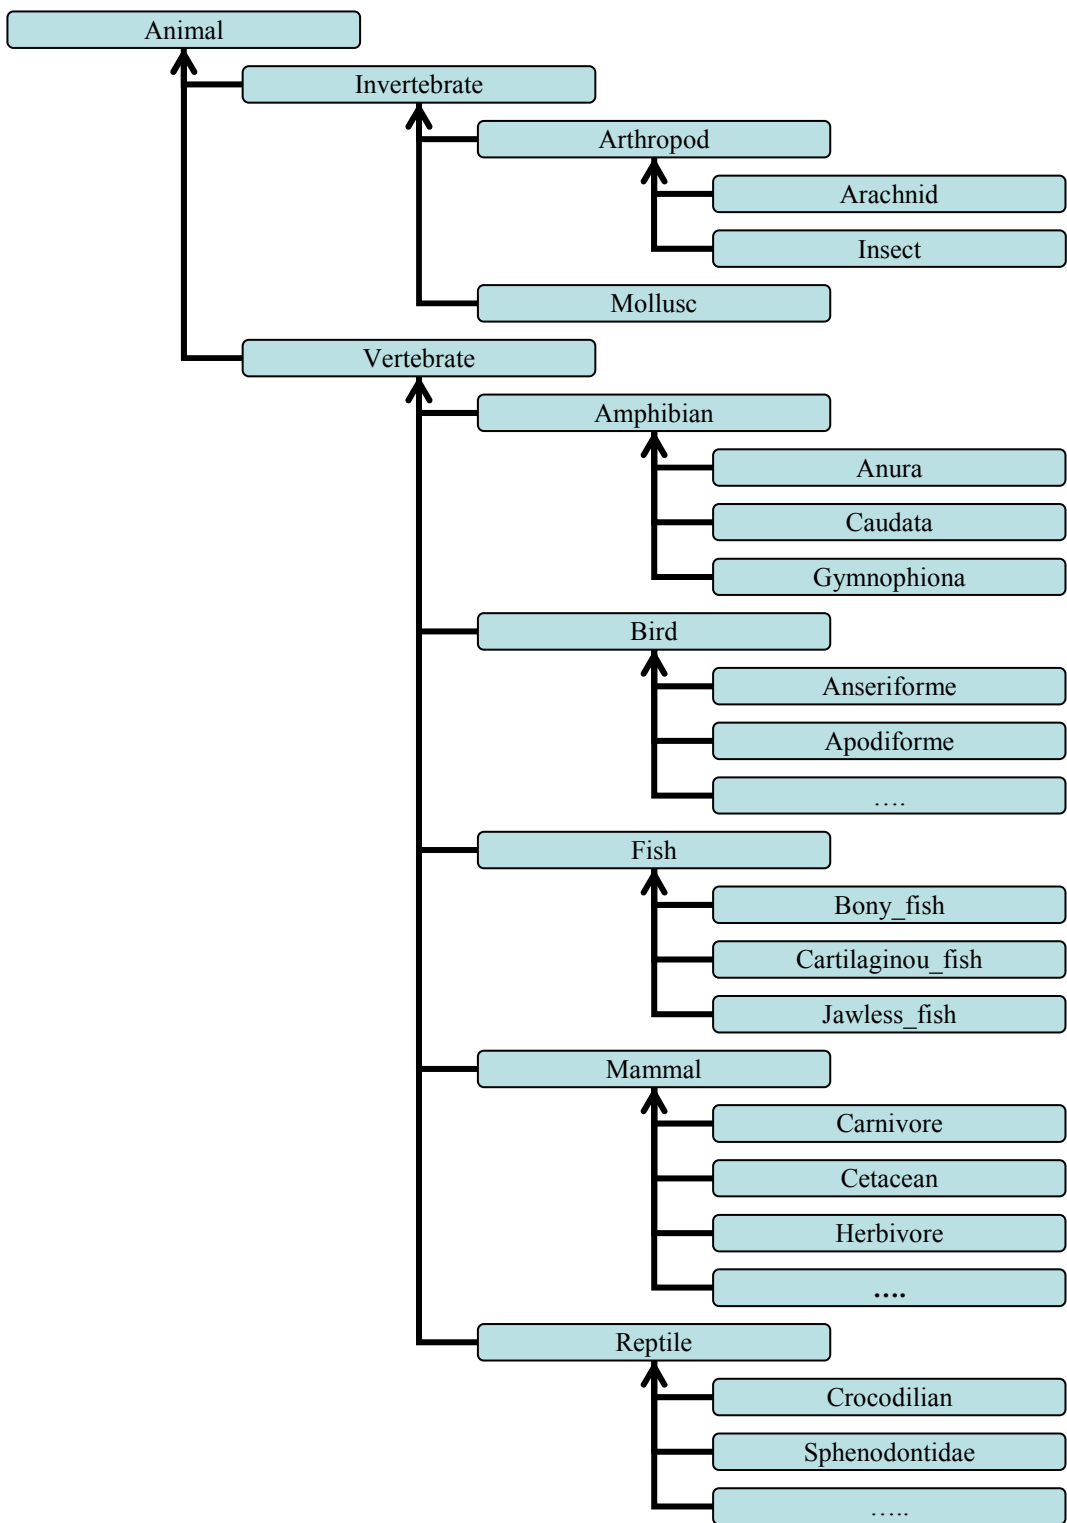 Animal
Invertebrate
Arthropod
Arachnid
Insect
Mollusc
Vertebrate
Amphibian
Anura
Caudata
Gymnophiona
Bird
Anseriforme
Apodiforme
….
Fish
Bony_fish
Cartilaginou_fish
Jawless_fish
Mammal
Carnivore
Cetacean
Herbivore
….
Reptile
Crocodilian
Sphenodontidae
…..